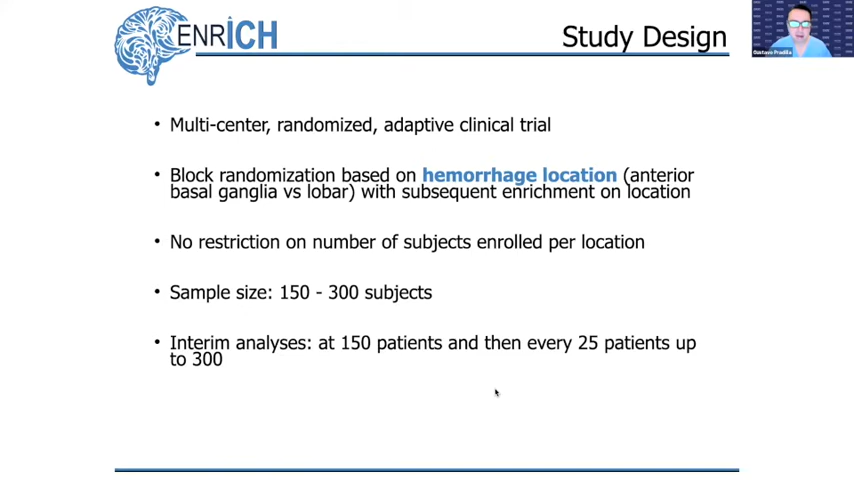 ENRICH
Study Design
Gustavo Pradilla
• Multi-center, randomized, adaptive clinical trial
• Block randomization based on hemorrhage location (anterior
basal ganglia vs lobar) with subsequent enrichment on location
• No restriction on number of subjects enrolled per location
• Sample size: 150 - 300 subjects
• Interim analyses: at 150 patients and then every 25 patients up
to 300